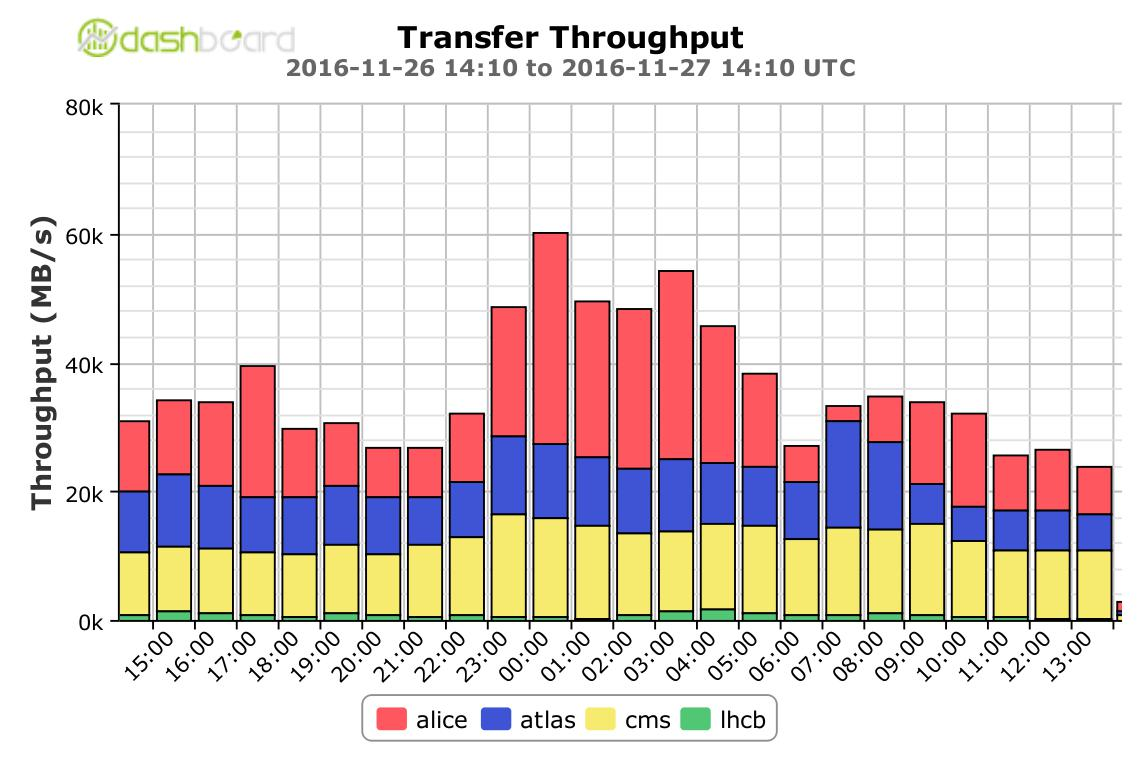 dashboard
Transfer Throughput
2016-11-26 14:10 to 2016-11-27 14:10 UTC
Throughput (MB/s)
80k
60k
40k
20k
0k
15:00 16:00 17:00 18:00 19:00 20:00 21:00 22:00 23:00 00:00 01:00 02:00 03:00 04:00 05:00 06:00 07:00 08:00 09:00 10:00 11:00 12:00 13:00
alice atlas cms lhcb